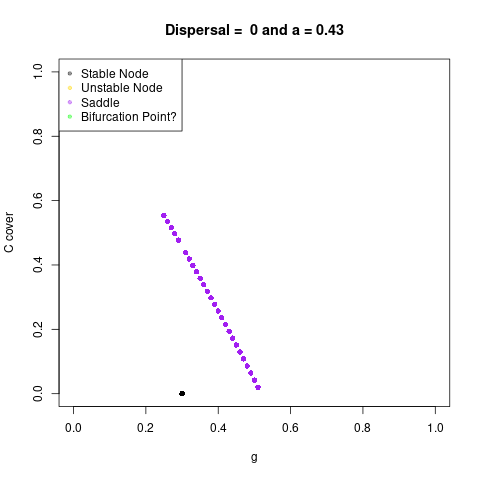 Dispersal =  0 and a = 0.43
Stable Node
Unstable Node
Saddle
Bifurcation Point?
C cover
1.0
0.8
0.6
0.4
0.2
0.0
0.0 0.2 0.4 0.6 0.8 1.0
g